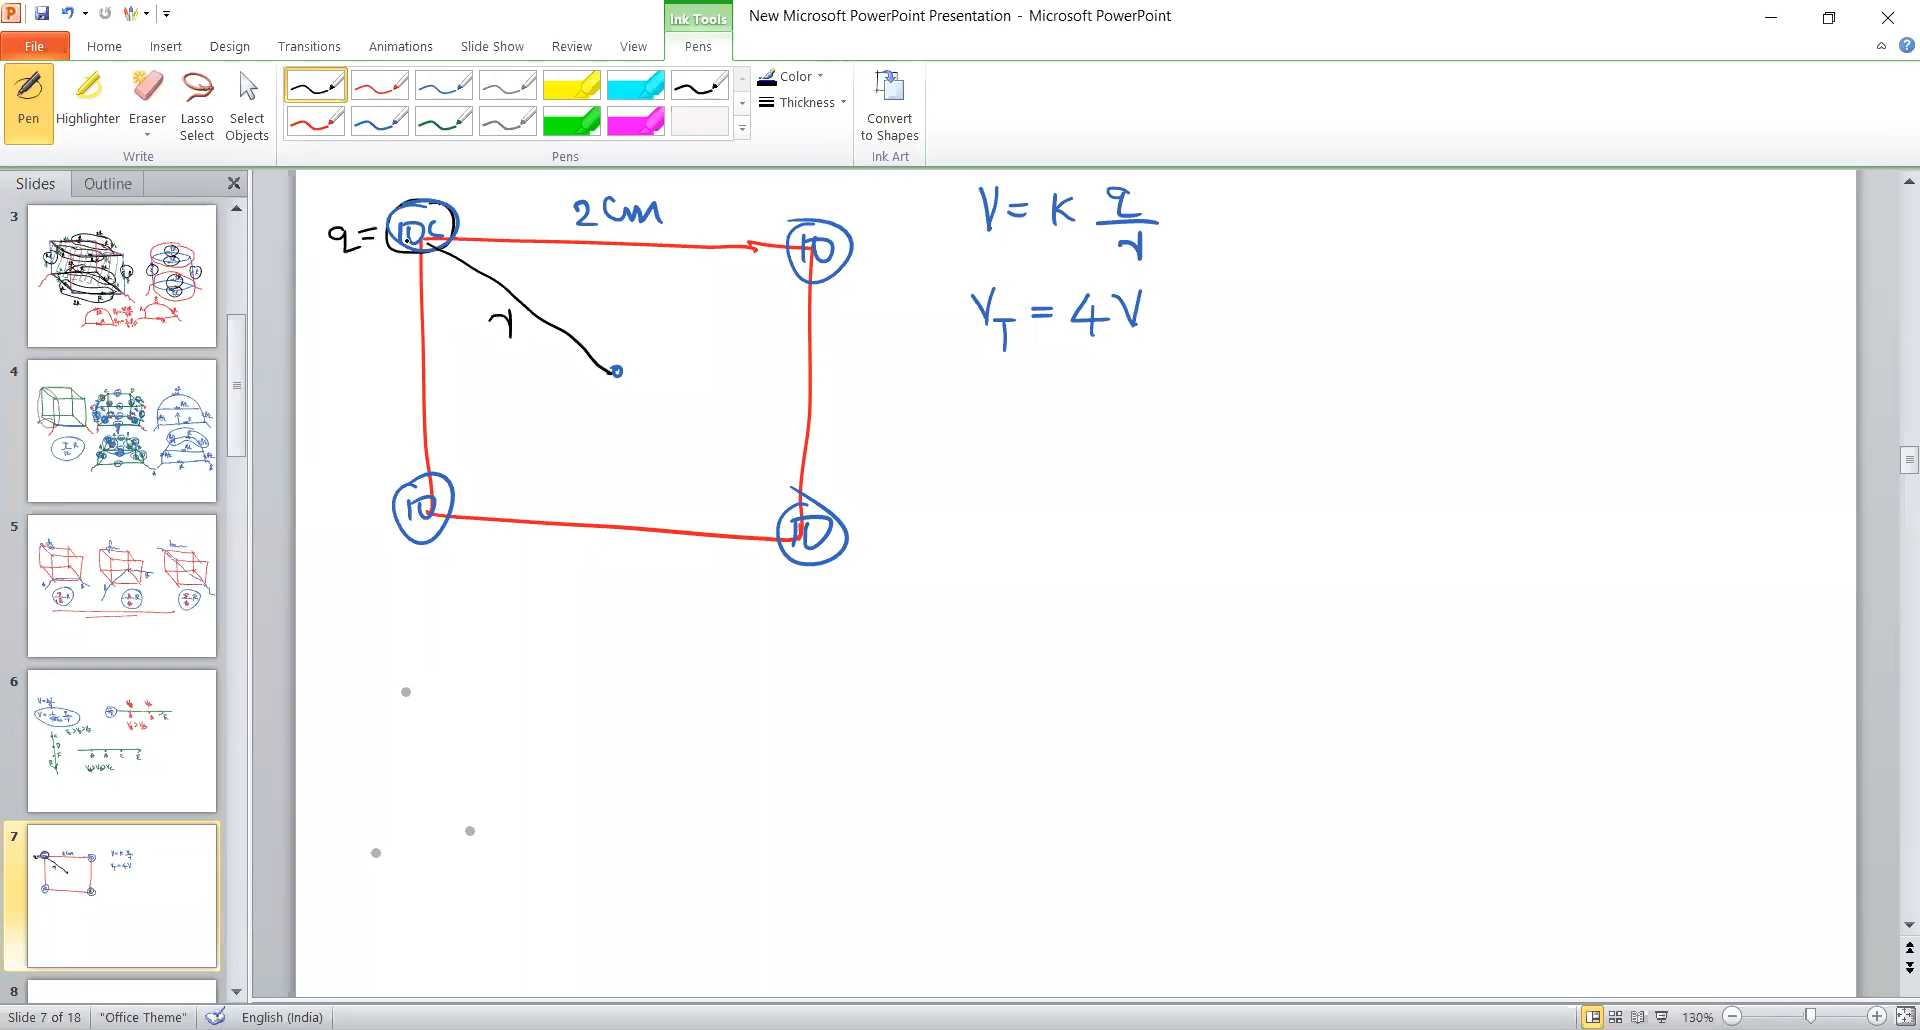 New Microsoft PowerPoint Presentation - Microsoft PowerPoint
Ink Tools
File Home Insert Design Transitions Animations Slide Show Review View Pens
Pen Highlighter Eraser Lasso Select Select Objects
Color
Thickness
Convert to Shapes
Write Pens Ink Art
Slides Outline
3
4
5
6
7
8
q = 10C
2 cm
10
r
10
10
V = K q/r
V_T = 4V
Slide 7 of 18 "Office Theme" English (India) 130%